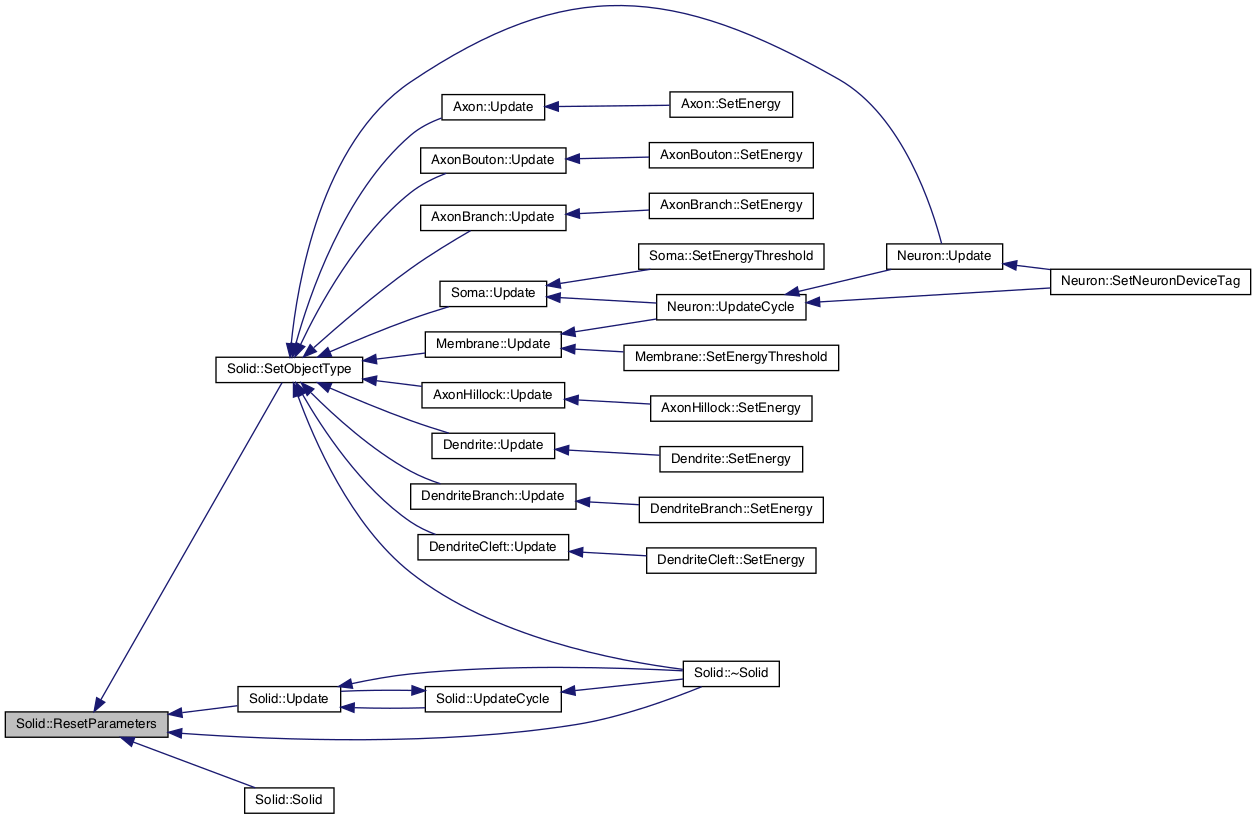 Axon::Update
Axon::SetEnergy
AxonBouton::Update
AxonBouton::SetEnergy
AxonBranch::Update
AxonBranch::SetEnergy
Soma::SetEnergyThreshold
Neuron::Update
Soma::Update
Neuron::SetNeuronDeviceTag
Neuron::UpdateCycle
Membrane::Update
Membrane::SetEnergyThreshold
Solid::SetObjectType
AxonHillock::Update
AxonHillock::SetEnergy
Dendrite::Update
Dendrite::SetEnergy
DendriteBranch::Update
DendriteBranch::SetEnergy
DendriteCleft::Update
DendriteCleft::SetEnergy
Solid::~Solid
Solid::Update
Solid::UpdateCycle
Solid::ResetParameters
Solid::Solid